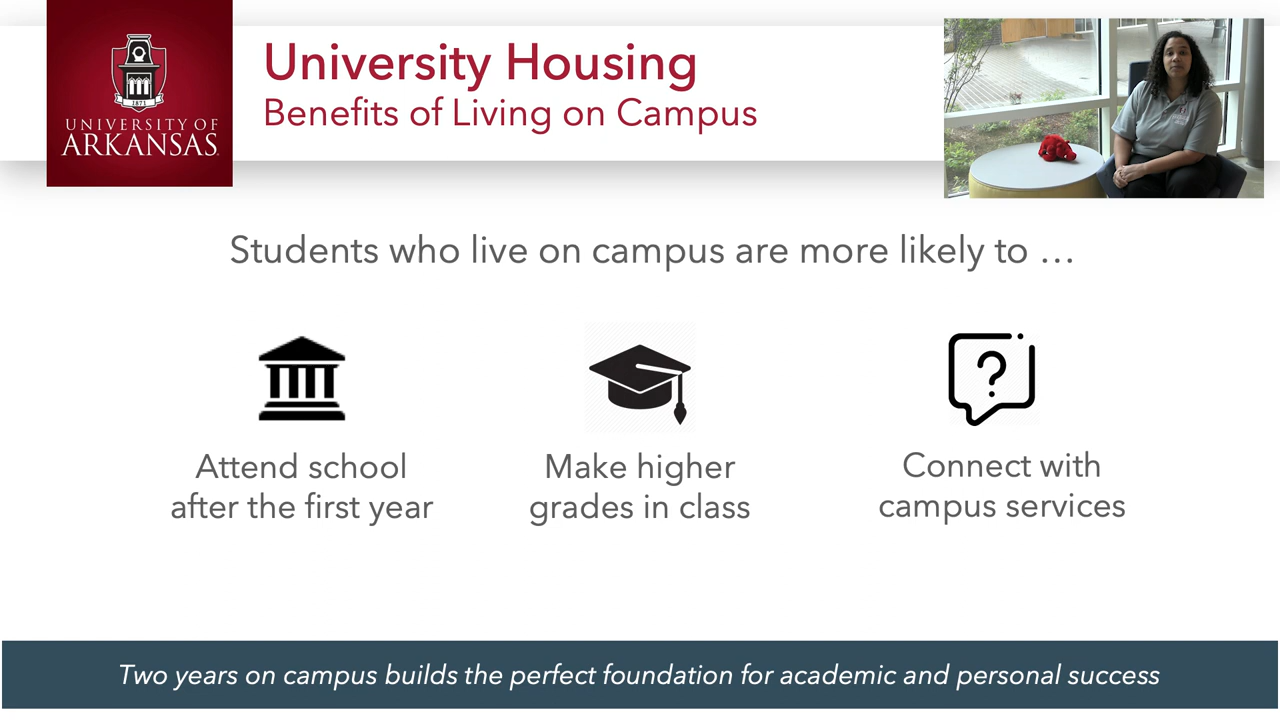 1871
UNIVERSITY OF
ARKANSAS
University Housing
Benefits of Living on Campus
Students who live on campus are more likely to …
Attend school
after the first year
Make higher
grades in class
?
Connect with
campus services
Two years on campus builds the perfect foundation for academic and personal success